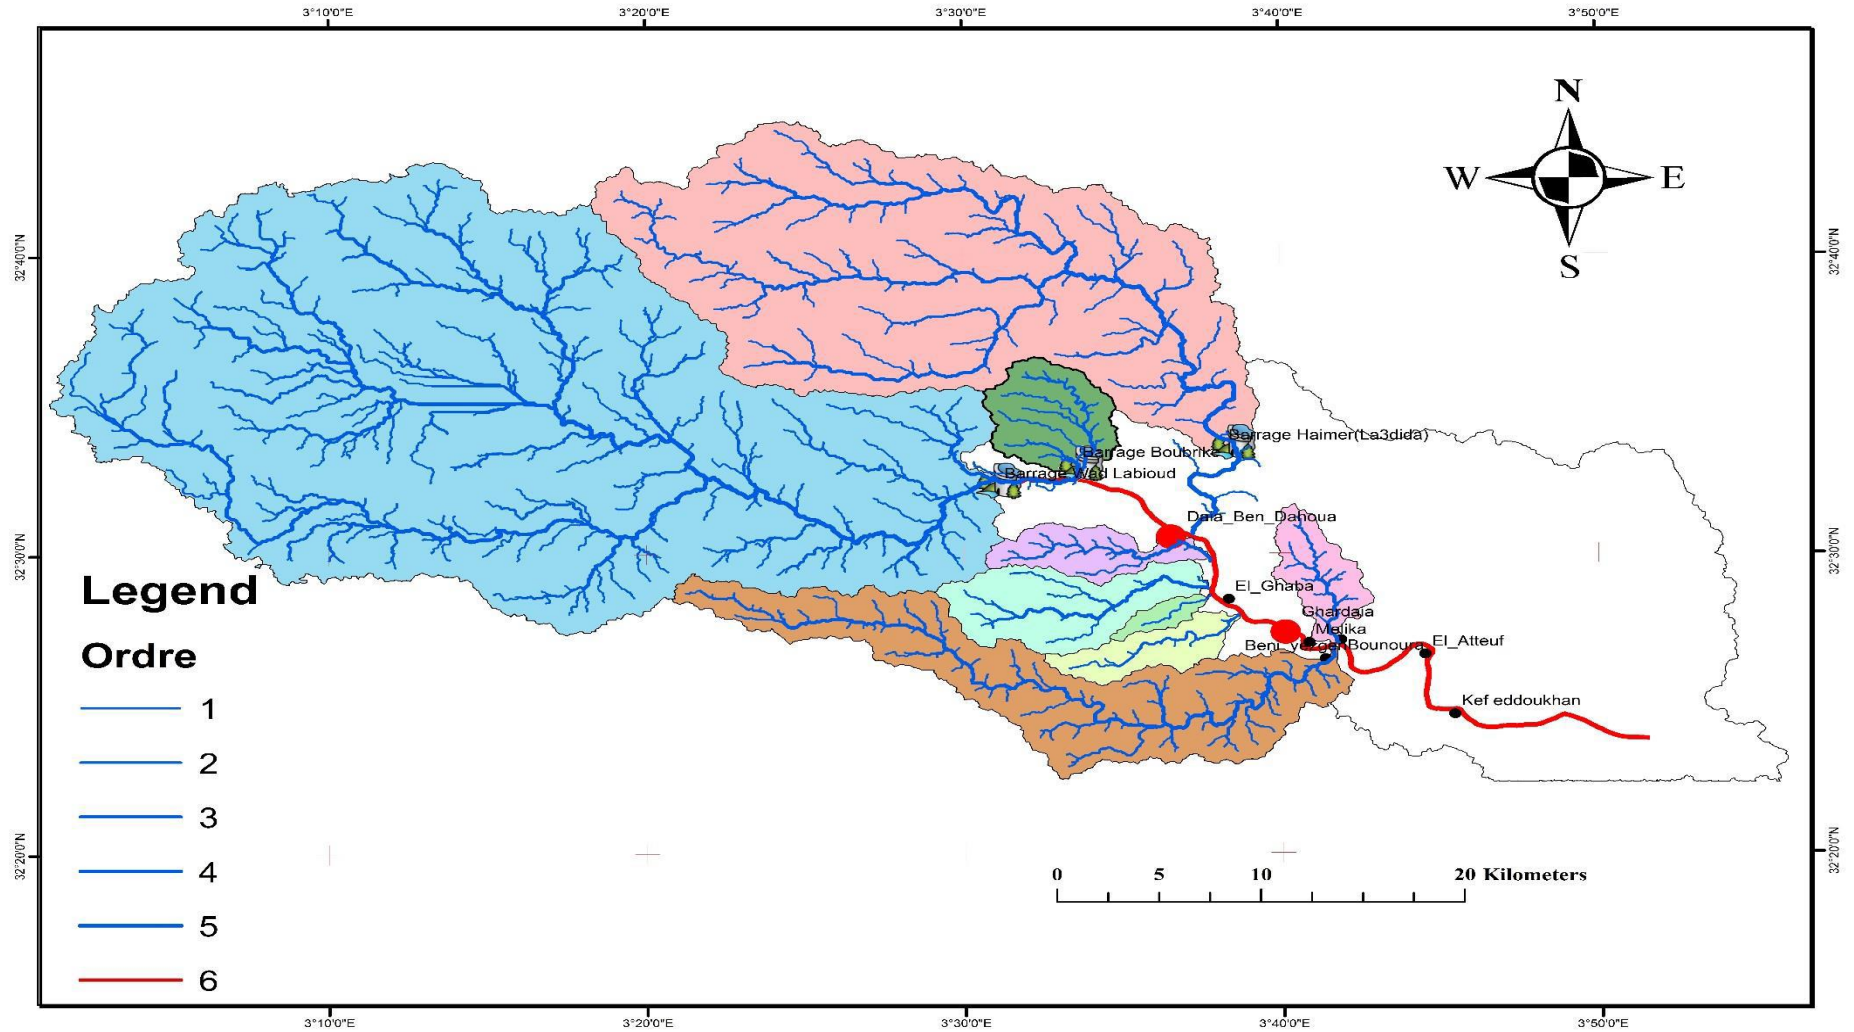 3°10'0"E 3°20'0"E 3°30'0"E 3°40'0"E 3°50'0"E
N
W E
S
32°40'0"N 32°40'0"N
Barrage Haimer(La3dida)
Barrage Boubrika
Barrage Wad Labioud
Daia_Ben_Dahoua
32°30'0"N 32°30'0"N
El_Ghaba
Ghardaia
Melika
El_Atteuf
Bounoura
Kef eddoukhan
Legend
Ordre
1
2
3
4
5
6
32°20'0"N 32°20'0"N
0 5 10 20 Kilometers
3°10'0"E 3°20'0"E 3°30'0"E 3°40'0"E 3°50'0"E